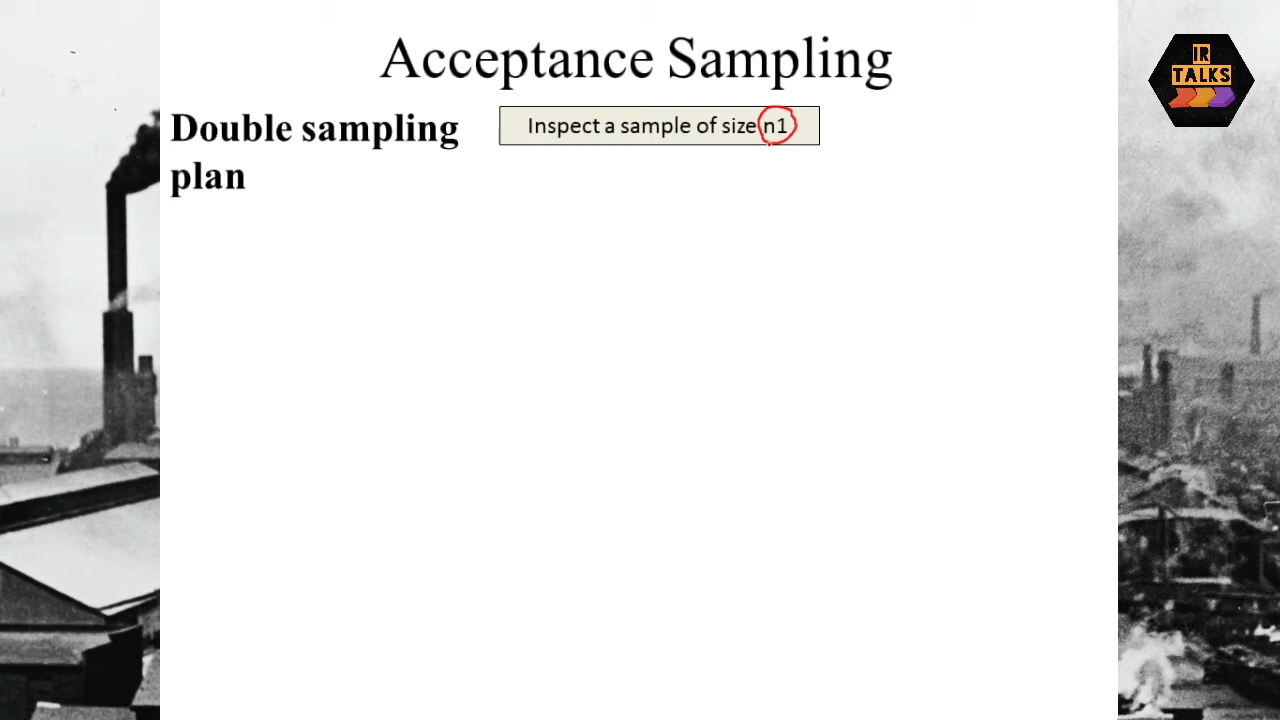 Acceptance Sampling
Double sampling
plan
Inspect a sample of size n1
IR
TALKS